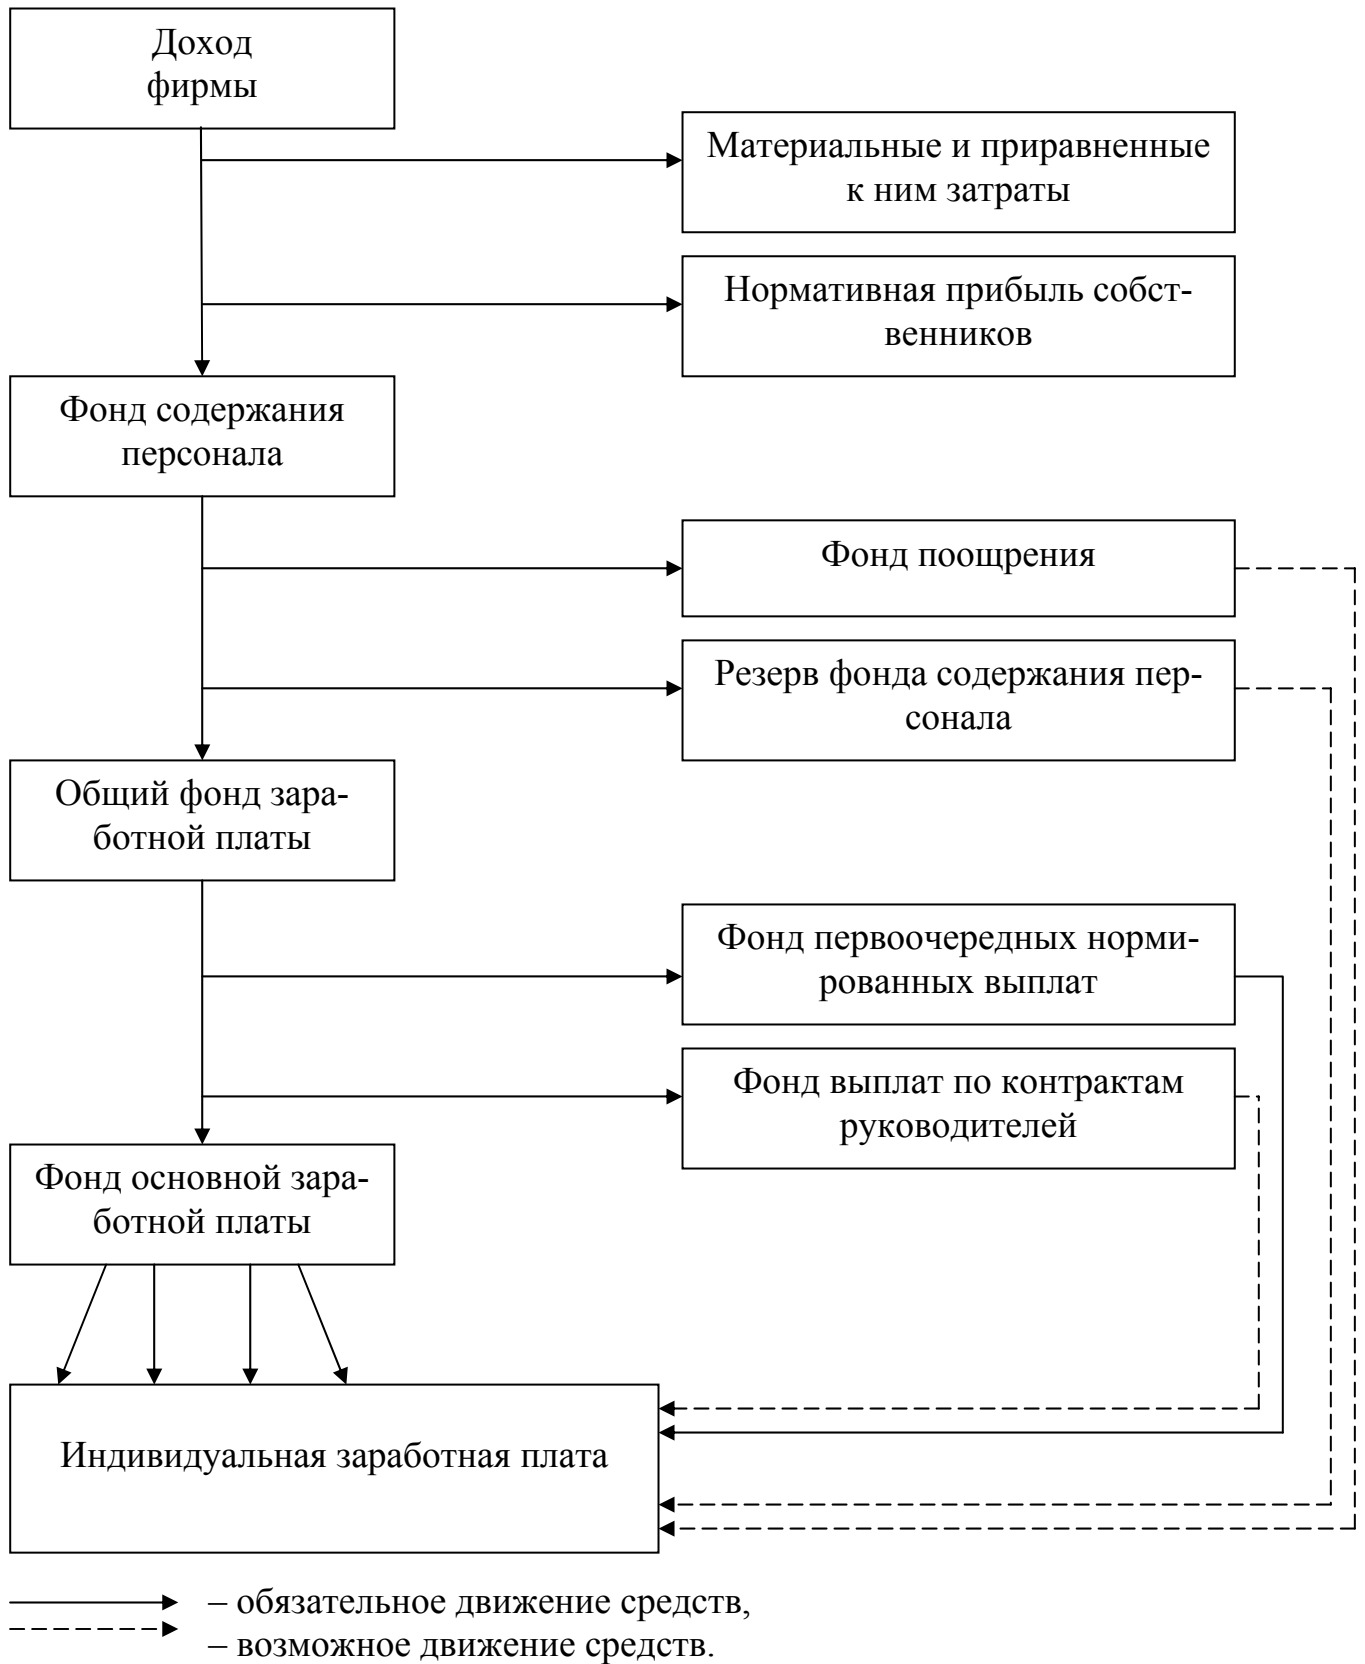 Доход
фирмы
Материальные и приравненные
к ним затраты
Нормативная прибыль собст-
венников
Фонд содержания
персонала
Фонд поощрения
Резерв фонда содержания пер-
сонала
Общий фонд зара-
ботной платы
Фонд первоочередных норми-
рованных выплат
Фонд выплат по контрактам
руководителей
Фонд основной зара-
ботной платы
Индивидуальная заработная плата
– обязательное движение средств,
– возможное движение средств.